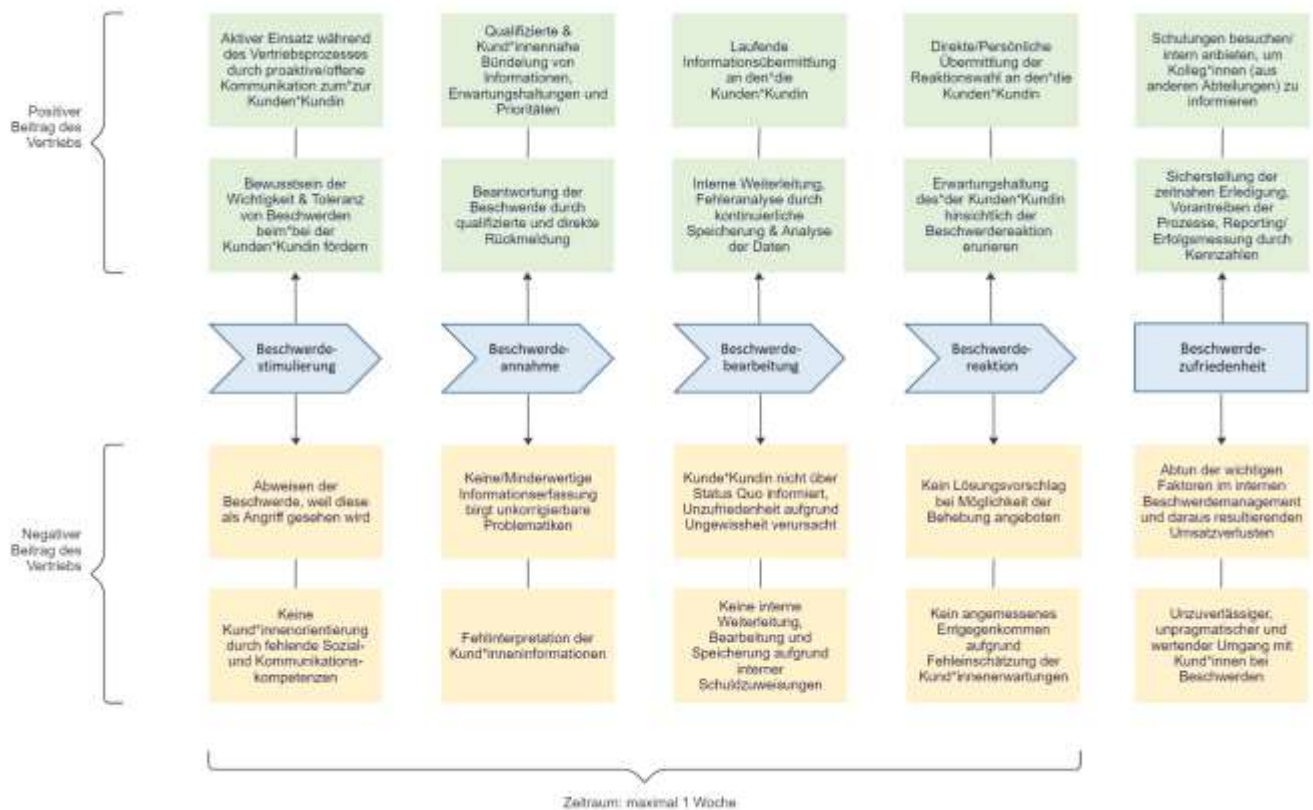 Aktiver Einsatz während
des Vertriebsprozesses
durch proaktive/offene
Kommunikation zum*zur
Kunden*Kundin
Qualifizierte &
Kund*innennahe
Bündelung von
Informationen,
Erwartungshaltungen und
Prioritäten
Laufende
Informationsübermittlung
an den*die
Kunden*Kundin
Direkte/Persönliche
Übermittlung der
Reaktionswahl an den*die
Kunden*Kundin
Schulungen besuchen/
intern anbieten, um
Kolleg*innen (aus
anderen Abteilungen) zu
informieren
Positiver
Beitrag des
Vertriebs
Bewusstsein der
Wichtigkeit & Toleranz
von Beschwerden
beim*bei der
Kunden*Kundin fördern
Beantwortung der
Beschwerde durch
qualifizierte und direkte
Rückmeldung
Interne Weiterleitung,
Fehleranalyse durch
kontinuierliche
Speicherung & Analyse
der Daten
Erwartungshaltung
des*der Kunden*Kundin
hinsichtlich der
Beschwerdereaktion
erurieren
Sicherstellung der
zeitnahen Erledigung,
Vorantreiben der
Prozesse, Reporting/
Erfolgsmessung durch
Kennzahlen
Beschwerde-
stimulierung
Beschwerde-
annahme
Beschwerde-
bearbeitung
Beschwerde-
reaktion
Beschwerde-
zufriedenheit
Abweisen der
Beschwerde, weil diese
als Angriff gesehen wird
Keine/Minderwertige
Informationserfassung
birgt unkorrigierbare
Problematiken
Kunde*Kundin nicht über
Status Quo informiert,
Unzufriedenheit aufgrund
Ungewissheit verursacht
Kein Lösungsvorschlag
bei Möglichkeit der
Behebung angeboten
Abtun der wichtigen
Faktoren im internen
Beschwerdemanagement
und daraus resultierenden
Umsatzverlusten
Negativer
Beitrag des
Vertriebs
Keine
Kund*innenorientierung
durch fehlende Sozial-
und Kommunikations-
kompetenzen
Fehlinterpretation der
Kund*inneninformationen
Keine interne
Weiterleitung,
Bearbeitung und
Speicherung aufgrund
interner
Schuldzuweisungen
Kein angemessenes
Entgegenkommen
aufgrund
Fehleinschätzung der
Kund*innenerwartungen
Unzuverlässiger,
unpragmatischer und
wertender Umgang mit
Kund*innen bei
Beschwerden
Zeitraum: maximal 1 Woche